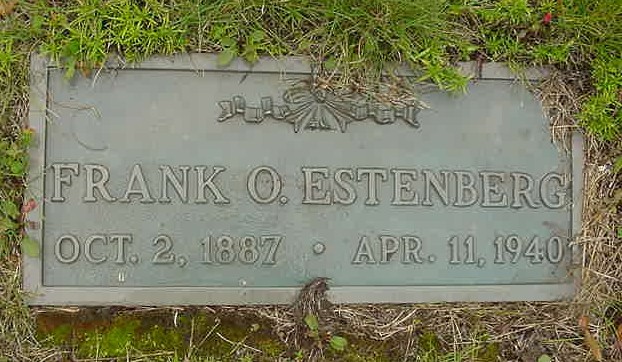 FRANK O. ESTENBERG
OCT. 2, 1887 • APR. 11, 1940